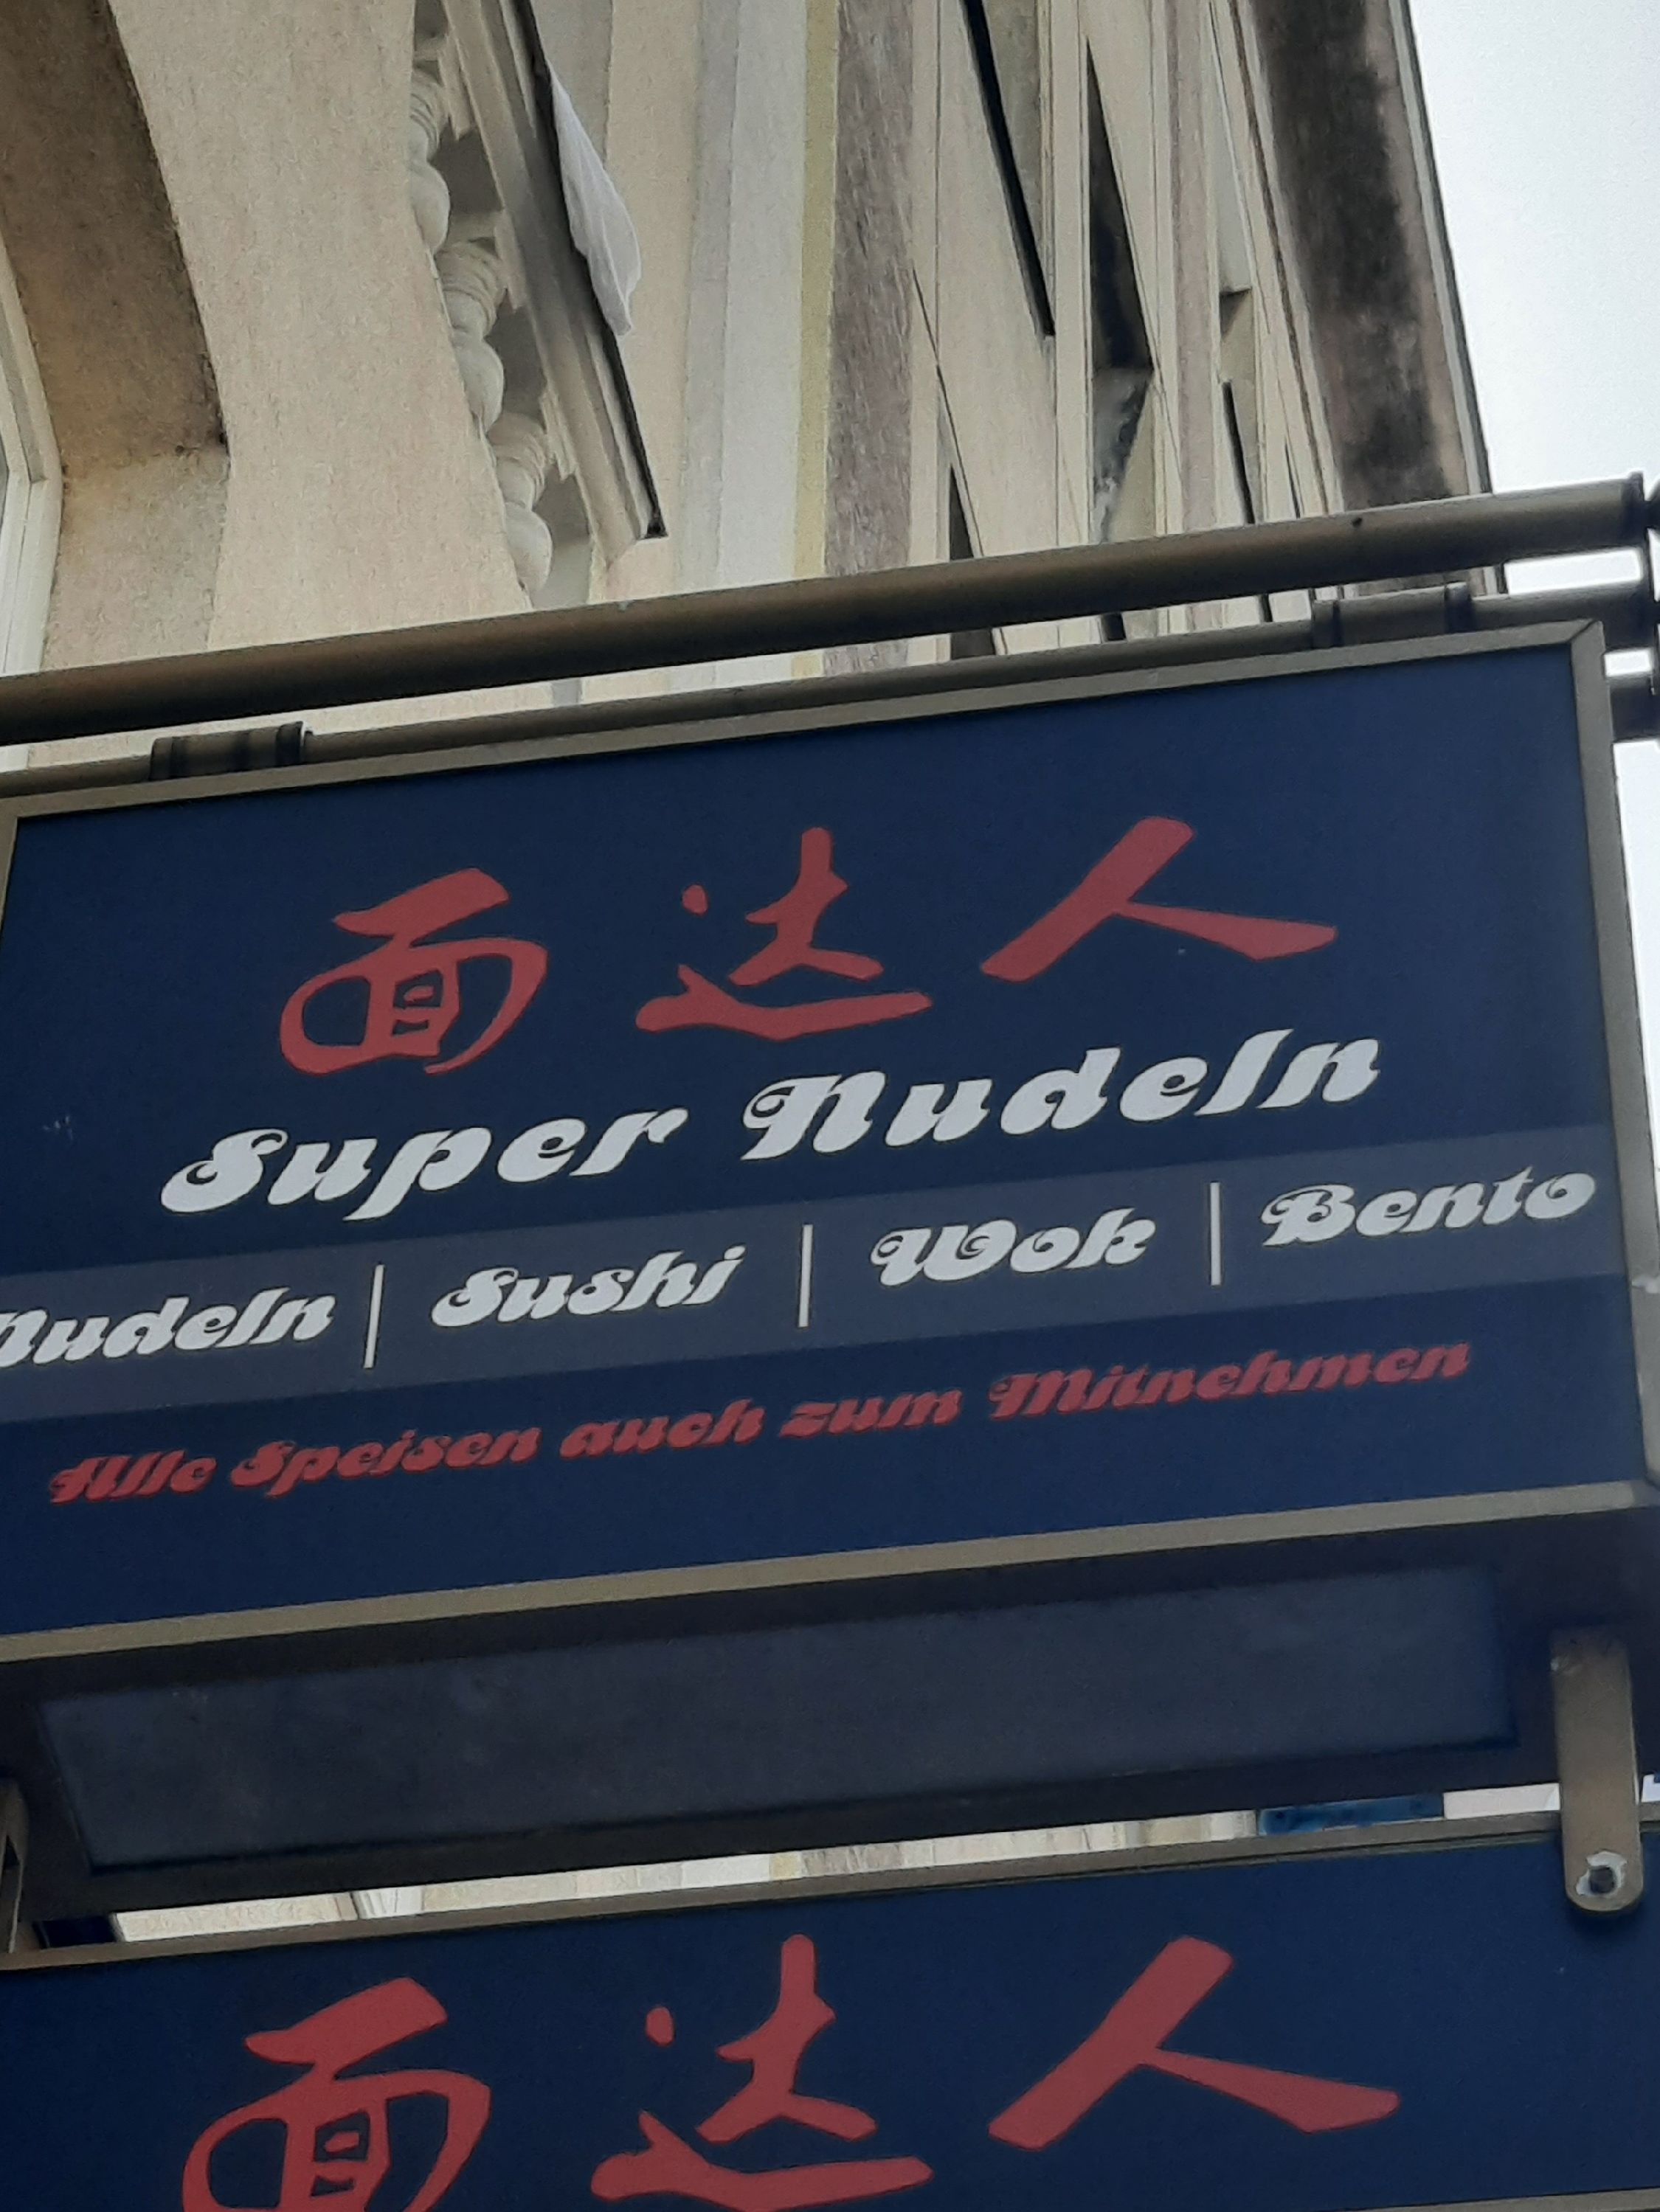 面达人
Super Nudeln
Nudeln | Sushi | Wok | Bento
Alle Speisen auch zum Mitnehmen
面达人